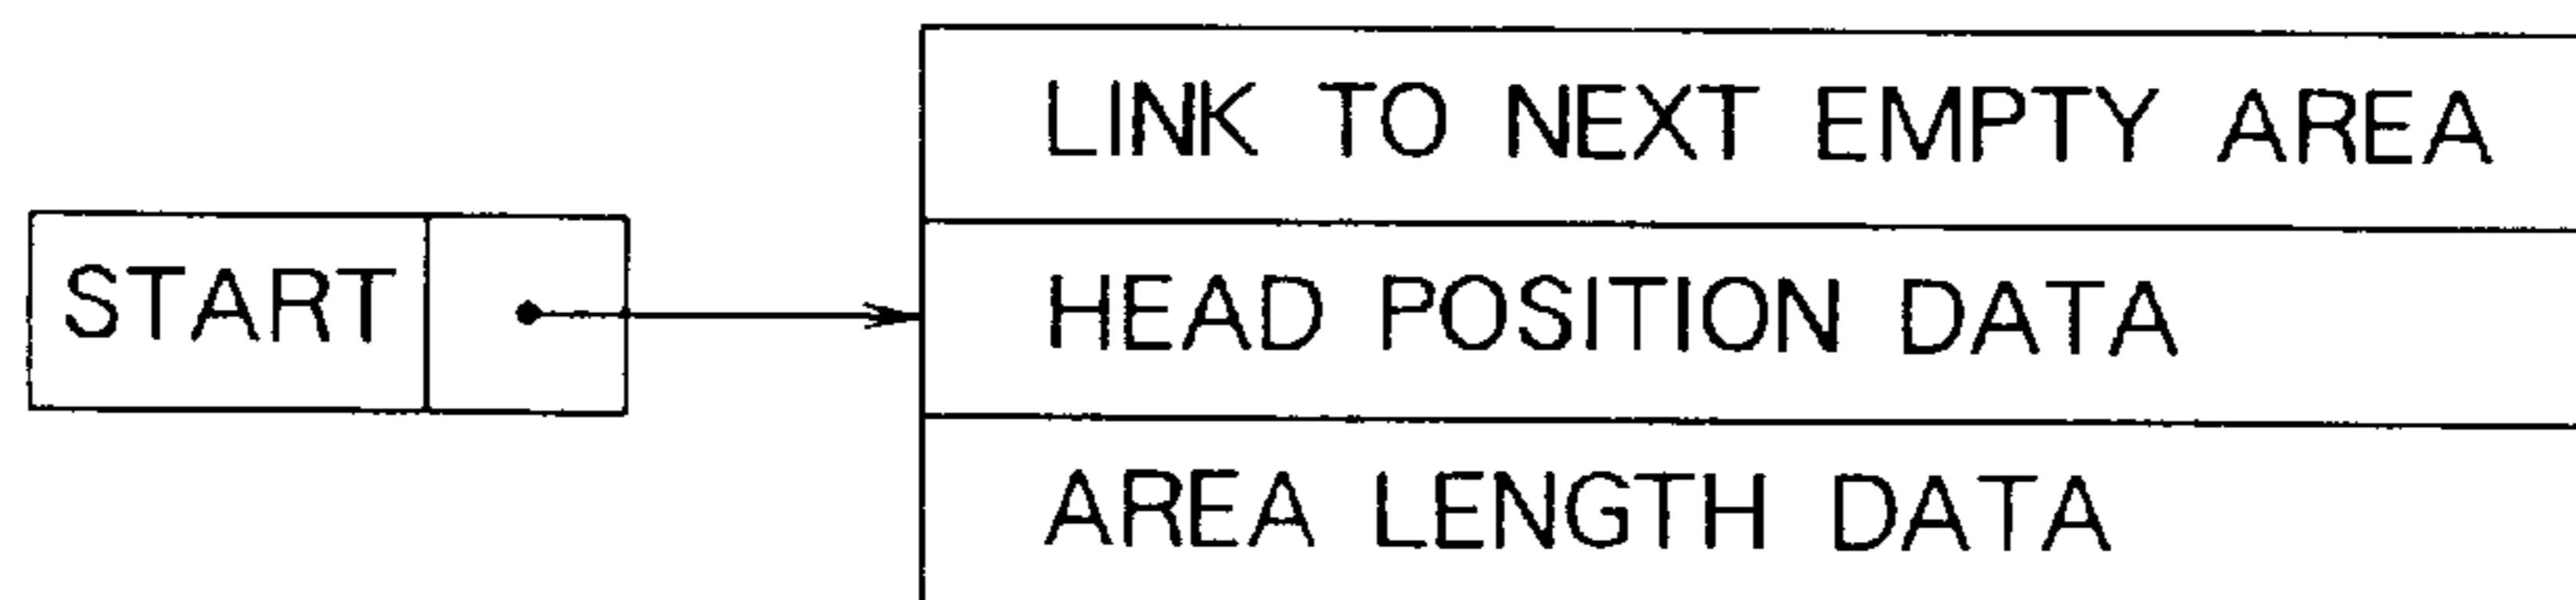 LINK TO NEXT EMPTY AREA
START
HEAD POSITION DATA
AREA LENGTH DATA